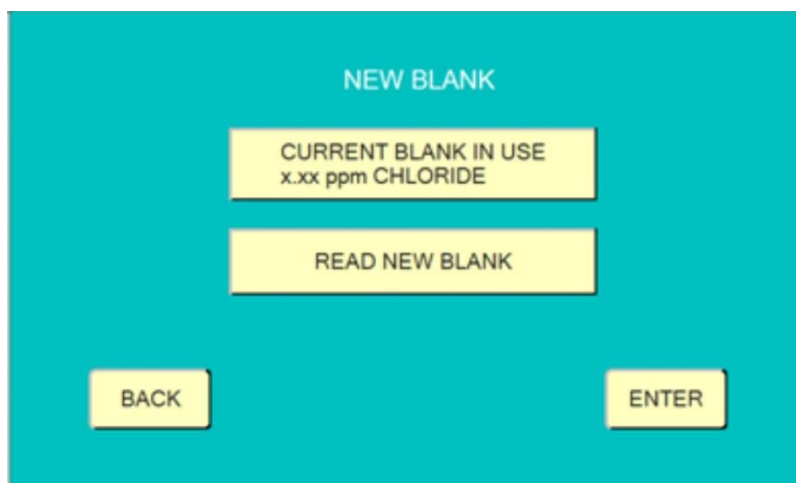 NEW BLANK
CURRENT BLANK IN USE
x.xx ppm CHLORIDE
READ NEW BLANK
BACK
ENTER